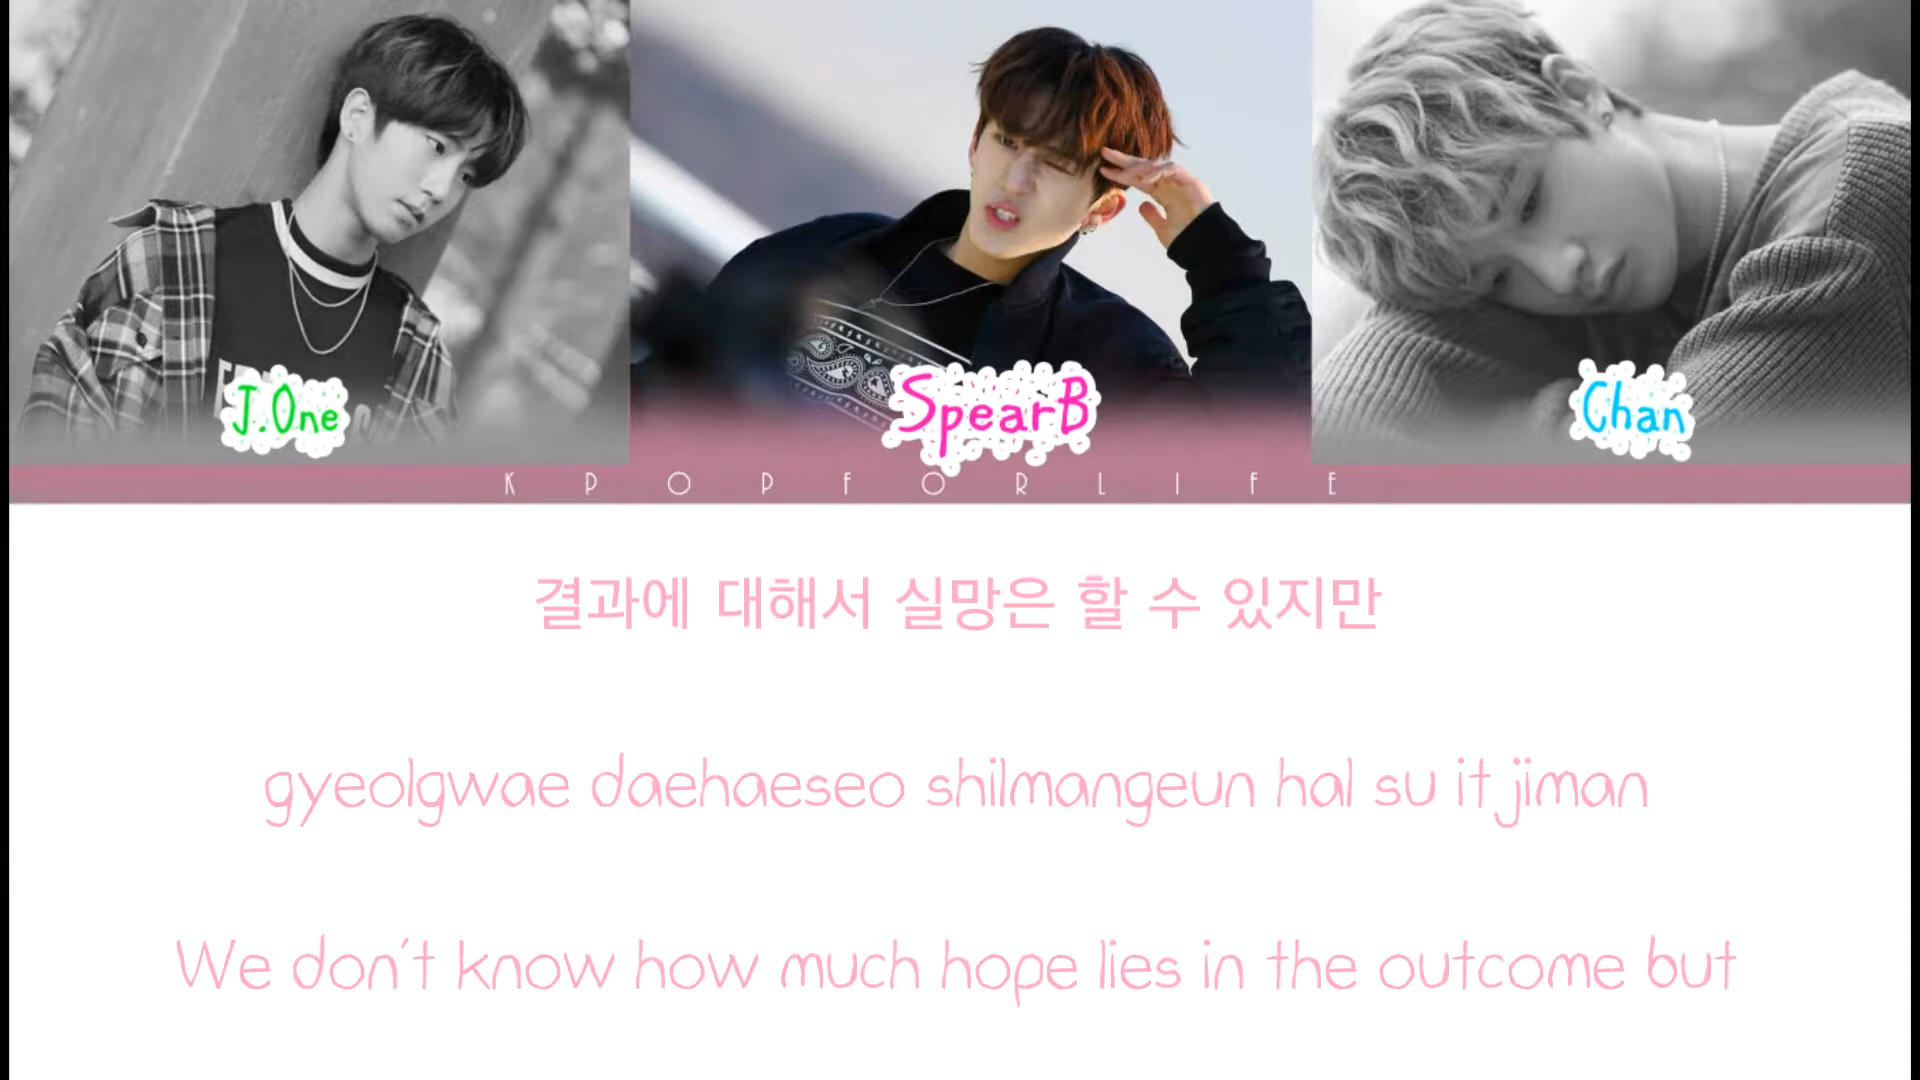 J.One
SpearB
Chan
KPOPFORLIFE
결과에 대해서 실망은 할 수 있지만
gyeolgwae daehaeseo shilmangeun hal su itjiman
We don't know how much hope lies in the outcome but